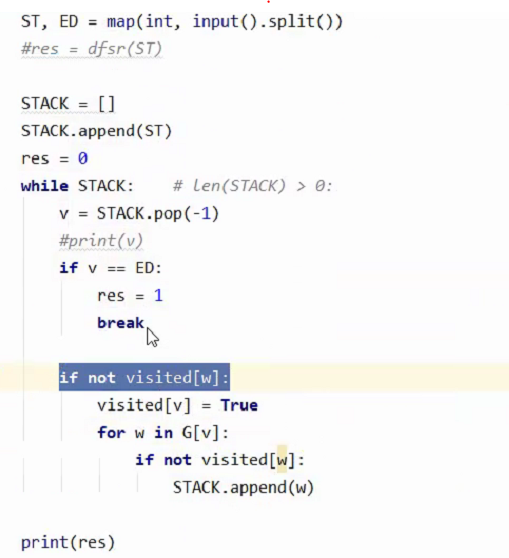 ST, ED = map(int, input().split())
#res = dfsr(ST)
STACK = []
STACK.append(ST)
res = 0
while STACK:    # len(STACK) > 0:
    v = STACK.pop(-1)
    #print(v)
    if v == ED:
        res = 1
        break
    if not visited[w]:
        visited[v] = True
        for w in G[v]:
            if not visited[w]:
                STACK.append(w)
print(res)